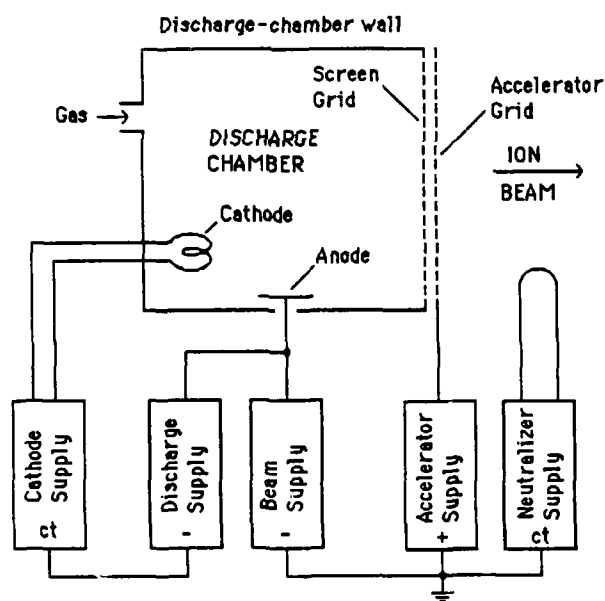 Discharge-chamber wall
Screen
Grid
Accelerator
Grid
Gas
DISCHARGE
CHAMBER
ION
BEAM
Cathode
Anode
Cathode
Supply
ct
Discharge
Supply
-
Beam
Supply
-
Accelerator
Supply
+
Neutralizer
Supply
ct